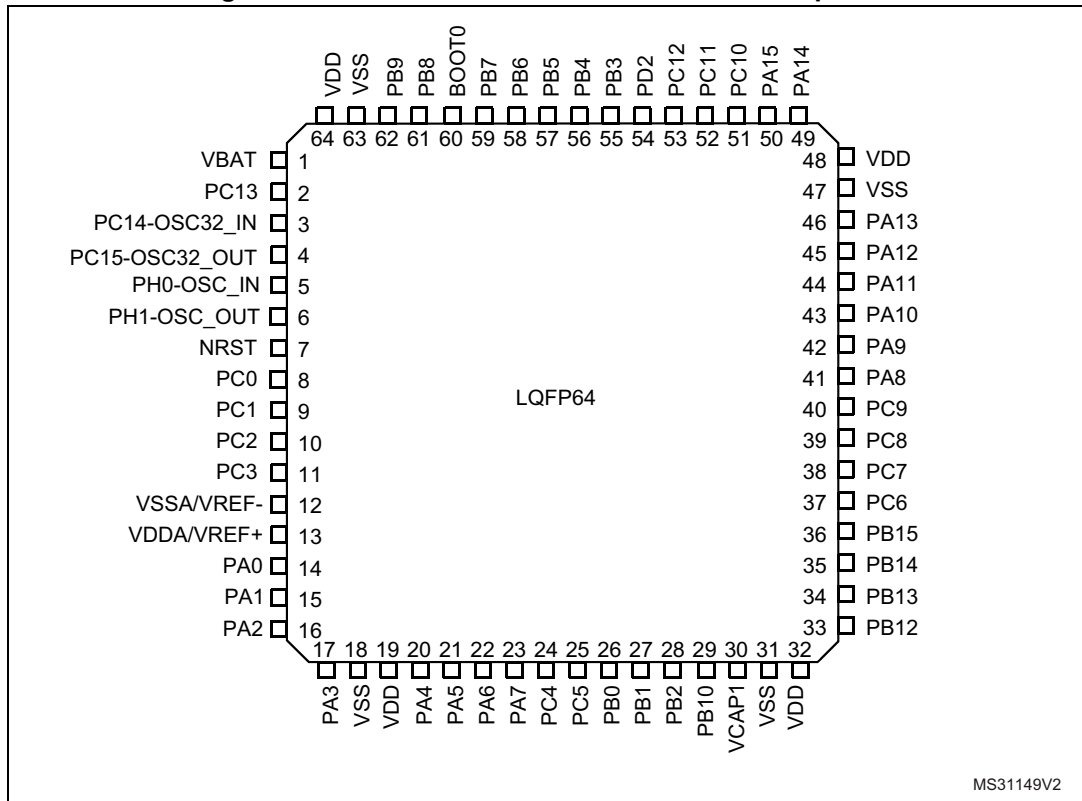 VDD
VSS
PB9
PB8
BOOT0
PB7
PB6
PB5
PB4
PB3
PD2
PC12
PC11
PC10
PA15
PA14
64 63 62 61 60 59 58 57 56 55 54 53 52 51 50 49
VBAT 1
PC13 2
PC14-OSC32_IN 3
PC15-OSC32_OUT 4
PH0-OSC_IN 5
PH1-OSC_OUT 6
NRST 7
PC0 8
PC1 9
PC2 10
PC3 11
VSSA/VREF- 12
VDDA/VREF+ 13
PA0 14
PA1 15
PA2 16
LQFP64
48 VDD
47 VSS
46 PA13
45 PA12
44 PA11
43 PA10
42 PA9
41 PA8
40 PC9
39 PC8
38 PC7
37 PC6
36 PB15
35 PB14
34 PB13
33 PB12
17 18 19 20 21 22 23 24 25 26 27 28 29 30 31 32
PA3
VSS
VDD
PA4
PA5
PA6
PA7
PC4
PC5
PB0
PB1
PB2
PB10
VCAP1
VSS
VDD
MS31149V2